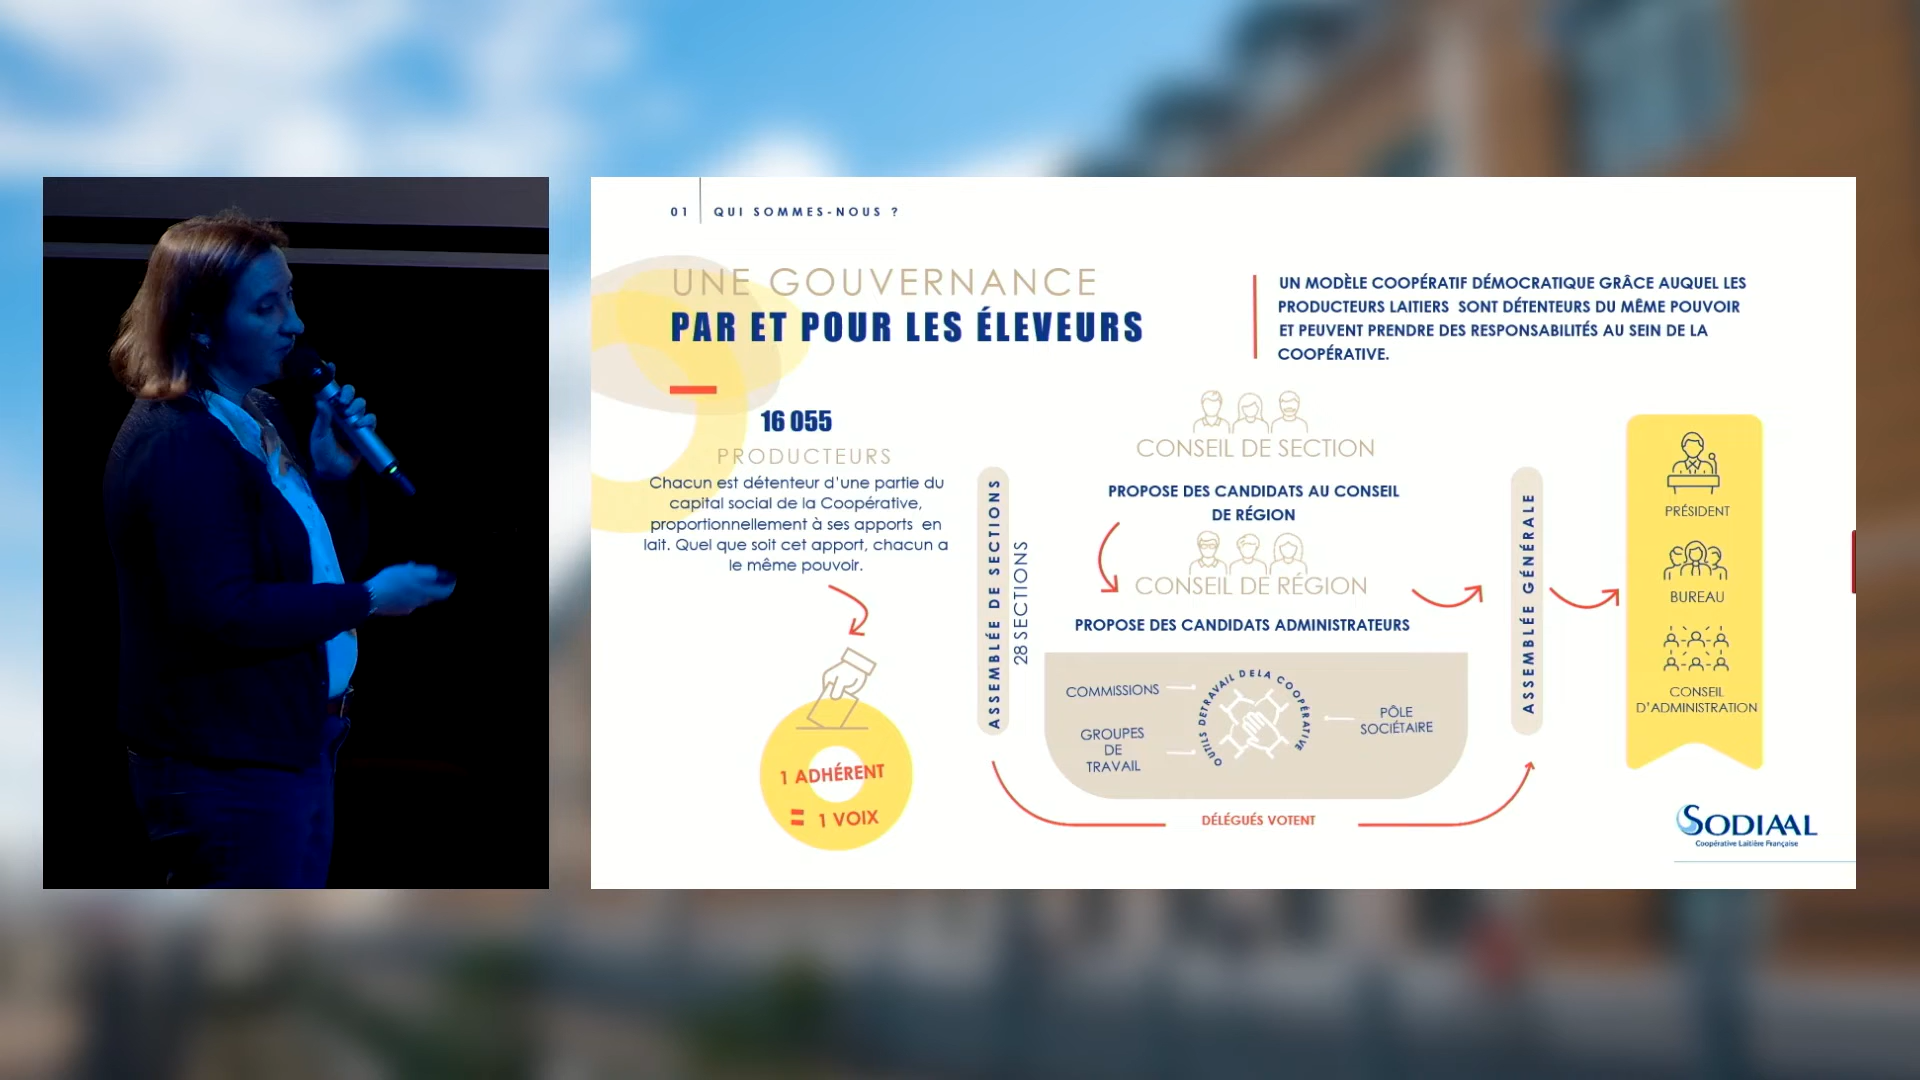 01 QUI SOMMES-NOUS ?
UNE GOUVERNANCE
PAR ET POUR LES ÉLEVEURS
UN MODÈLE COOPÉRATIF DÉMOCRATIQUE GRÂCE AUQUEL LES
PRODUCTEURS LAITIERS SONT DÉTENTEURS DU MÊME POUVOIR
ET PEUVENT PRENDRE DES RESPONSABILITÉS AU SEIN DE LA
COOPÉRATIVE.
16 055
PRODUCTEURS
Chacun est détenteur d'une partie du
capital social de la Coopérative,
proportionnellement à ses apports en
lait. Quel que soit cet apport, chacun a
le même pouvoir.
1 ADHÉRENT
= 1 VOIX
ASSEMBLÉE DE SECTIONS
28 SECTIONS
CONSEIL DE SECTION
PROPOSE DES CANDIDATS AU CONSEIL
DE RÉGION
CONSEIL DE RÉGION
PROPOSE DES CANDIDATS ADMINISTRATEURS
COMMISSIONS
GROUPES
DE
TRAVAIL
OUTILS DE TRAVAIL DE LA COOPÉRATIVE
PÔLE
SOCIÉTAIRE
DÉLÉGUÉS VOTENT
ASSEMBLÉE GÉNÉRALE
PRÉSIDENT
BUREAU
CONSEIL
D'ADMINISTRATION
SODIAAL
Coopérative Laitière Française